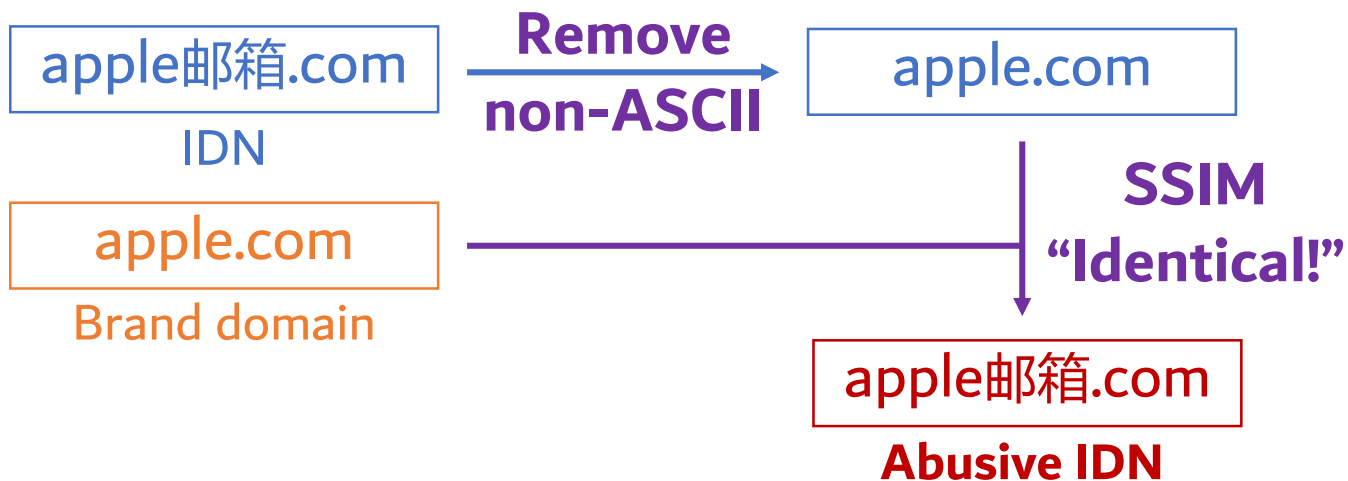 apple邮箱.com
IDN
Remove
non-ASCII
apple.com
apple.com
Brand domain
SSIM
“Identical!”
apple邮箱.com
Abusive IDN